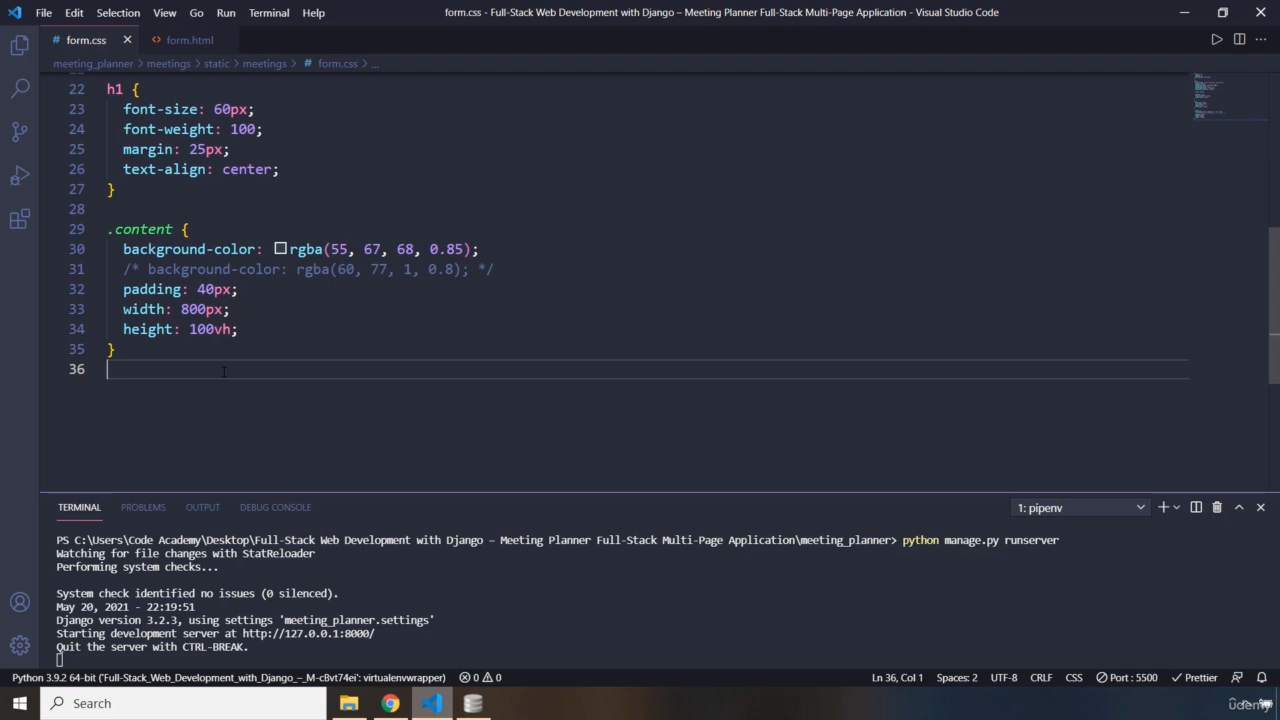 File Edit Selection View Go Run Terminal Help form.css - Full-Stack Web Development with Django – Meeting Planner Full-Stack Multi-Page Application - Visual Studio Code
form.css form.html
meeting_planner > meetings > static > meetings > # form.css > ...
22 h1 {
23 font-size: 60px;
24 font-weight: 100;
25 margin: 25px;
26 text-align: center;
27 }
28
29 .content {
30 background-color: rgba(55, 67, 68, 0.85);
31 /* background-color: rgba(60, 77, 1, 0.8); */
32 padding: 40px;
33 width: 800px;
34 height: 100vh;
35 }
36
TERMINAL PROBLEMS OUTPUT DEBUG CONSOLE 1: pipenv
PS C:\Users\Code Academy\Desktop\Full-Stack Web Development with Django – Meeting Planner Full-Stack Multi-Page Application\meeting_planner> python manage.py runserver
Watching for file changes with StatReloader
Performing system checks...
System check identified no issues (0 silenced).
May 20, 2021 - 22:19:51
Django version 3.2.3, using settings 'meeting_planner.settings'
Starting development server at http://127.0.0.1:8000/
Quit the server with CTRL-BREAK.
Python 3.9.2 64-bit ('Full-Stack_Web_Development_with_Django_–_M-cBvt74ei': virtualenvwrapper) 0 0 Ln 36, Col 1 Spaces: 2 UTF-8 CRLF CSS Port : 5500 Prettier
Search
udemy